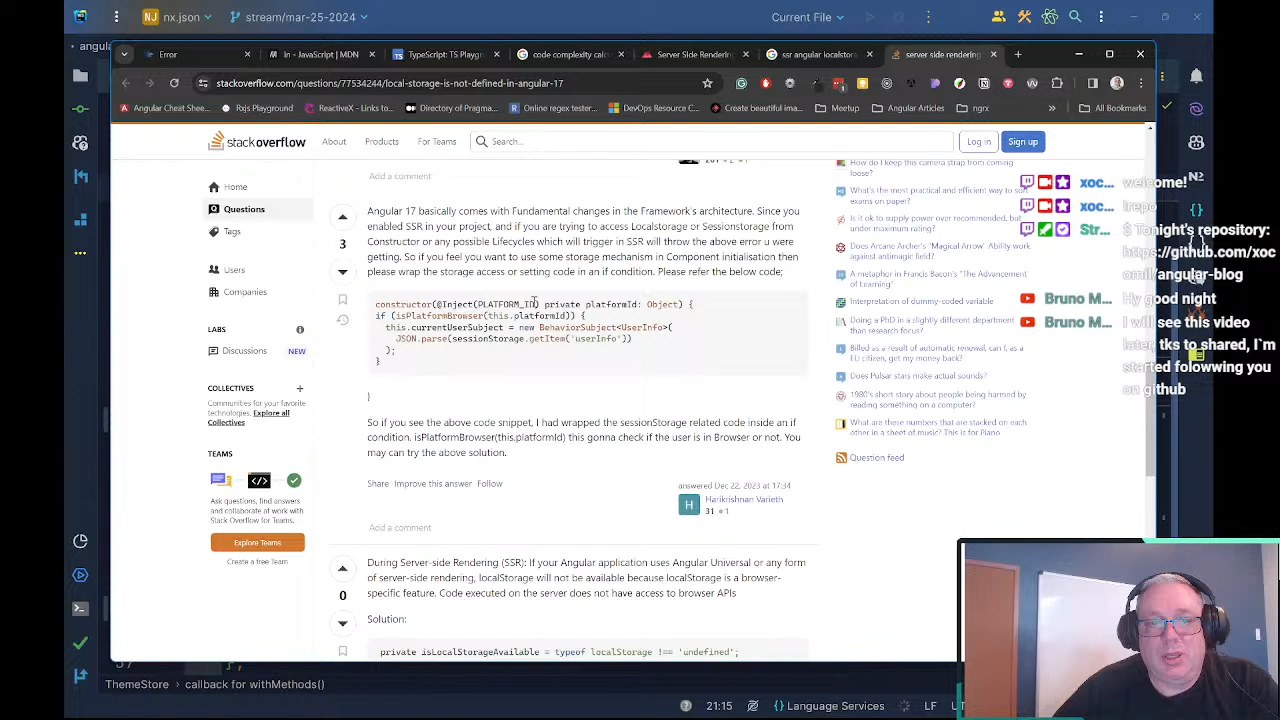 nx.json
stream/mar-25-2024
Current File
Error
In - JavaScript | MDN
TypeScript: TS Playgr
code complexity calc
Server Side Rendering
ssr angular localstora
server side rendering
stackoverflow.com/questions/77534244/local-storage-is-not-defined-in-angular-17
Angular Cheat Shee...
Rxjs Playground
ReactiveX - Links to...
Directory of Pragma...
Online regex tester...
DevOps Resource C...
Create beautiful ima...
Meetup
Angular Articles
ngrx
All Bookmarks
stackoverflow
About
Products
For Teams
Search...
Log in
Sign up
Home
Questions
Tags
Users
Companies
LABS
Discussions
NEW
COLLECTIVES
Communities for your favorite
technologies. Explore all
Collectives
TEAMS
Ask questions, find answers
and collaborate at work with
Stack Overflow for Teams.
Explore Teams
Create a free Team
Add a comment
3
Angular 17 basically comes with Fundamental changes in the Framework's architecture. Since you
enabled SSR in your project, and if you are trying to access Localstorage or Sessionstorage from
Constructor or any possible Lifecycles which will trigger in SSR will throw the above error u were
getting. So if you feel you want to use some storage mechanism in Component initialisation then
please wrap the storage access or setting code in an if condition. Please refer the below code;
constructor(@Inject(PLATFORM_ID) private platformId: Object) {
if (isPlatformBrowser(this.platformId)) {
this.currentUserSubject = new BehaviorSubject<UserInfo>(
JSON.parse(sessionStorage.getItem('userInfo'))
);
}
}
So if you see the above code snippet, I had wrapped the sessionStorage related code inside an if
condition. isPlatformBrowser(this.platformId) this gonna check if the user is in Browser or not. You
may can try the above solution.
Share Improve this answer Follow
answered Dec 22, 2023 at 17:34
H
Harikrishnan Varieth
31
1
Add a comment
0
During Server-side Rendering (SSR): If your Angular application uses Angular Universal or any form
of server-side rendering, localStorage will not be available because localStorage is a browser-
specific feature. Code executed on the server does not have access to browser APIs
Solution:
private isLocalStorageAvailable = typeof localStorage !== 'undefined';
How do I keep this camera strap from coming
loose?
What's the most practical and efficient way to sort
exams on paper?
Is it ok to supply power over recommended, but
under maximum rating?
Does Arcane Archer's "Magical Arrow" Ability work
against antimagic field?
A metaphor in Francis Bacon's "The Advancement
of Learning"
Interpretation of dummy-coded variable
Doing a PhD in a slightly different department
than research focus?
Billed as a result of automatic renewal, can I, as a
EU citizen, get my money back?
Does Pulsar stars make actual sounds?
1980's short story about people being harmed by
reading something on a computer?
What are these numbers that are stacked on each
other in a sheet of music? This is for Piano
Question feed
xoc... welcome!
xoc... !repo
Str... $ Tonight's repository:
https://github.com/xoc
omil/angular-blog
Bruno M... Hy good night
Bruno M... I will see this video
later, tks to shared, I`m
started folowwing you
on github
ThemeStore
callback for withMethods()
21:15
Language Services
LF